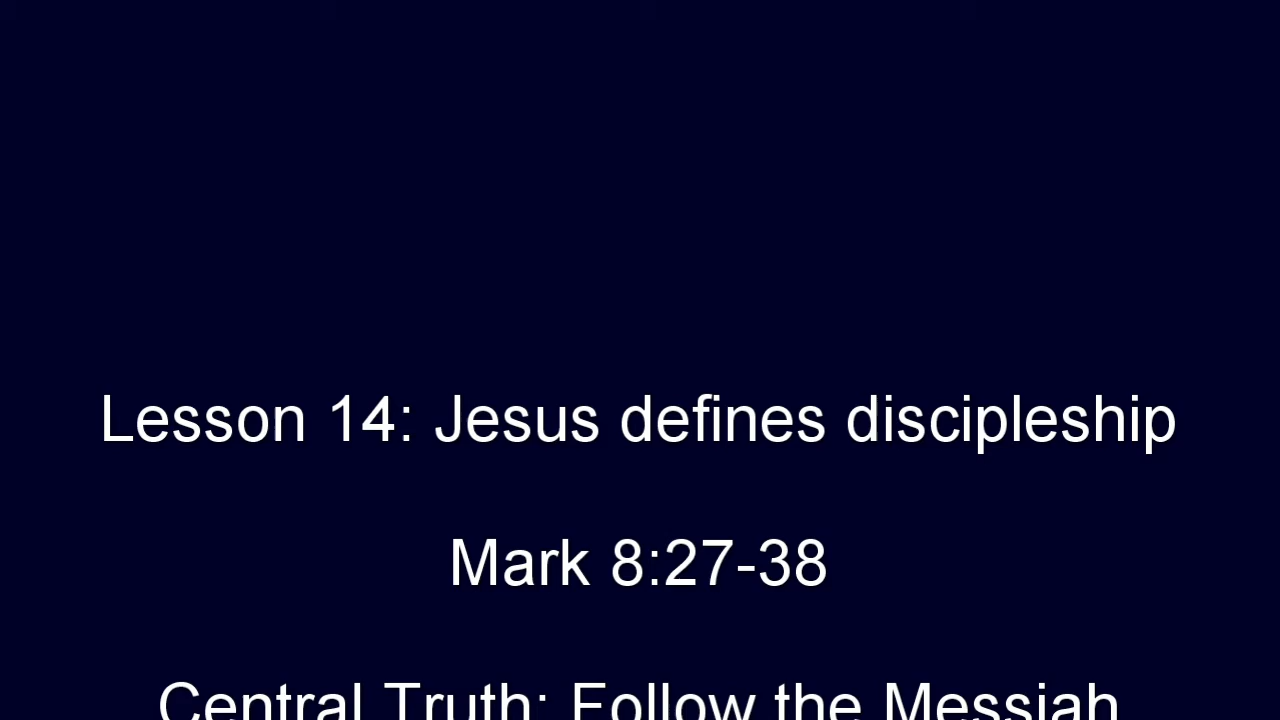 Lesson 14: Jesus defines discipleship
Mark 8:27-38
Central Truth: Follow the Messiah